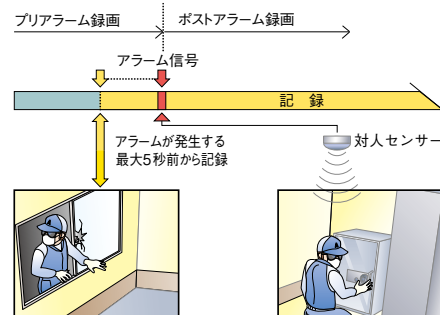 プリアラーム録画
ポストアラーム録画
アラーム信号
記 録
アラームが発生する
最大5秒前から記録
対人センサー